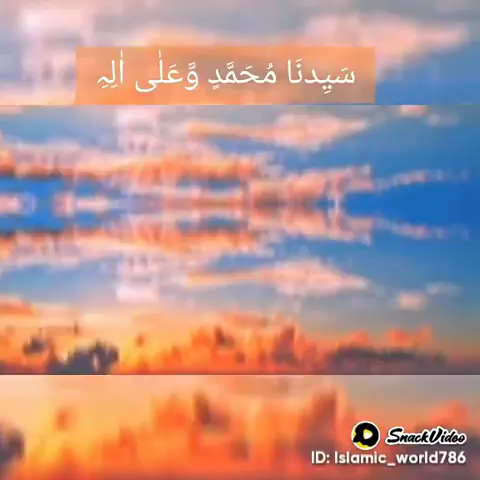 سَيِدنَا مُحَمَّدٍ وَّعَلٰى اٰلِہِ
SnackVideo
ID: Islamic_world786